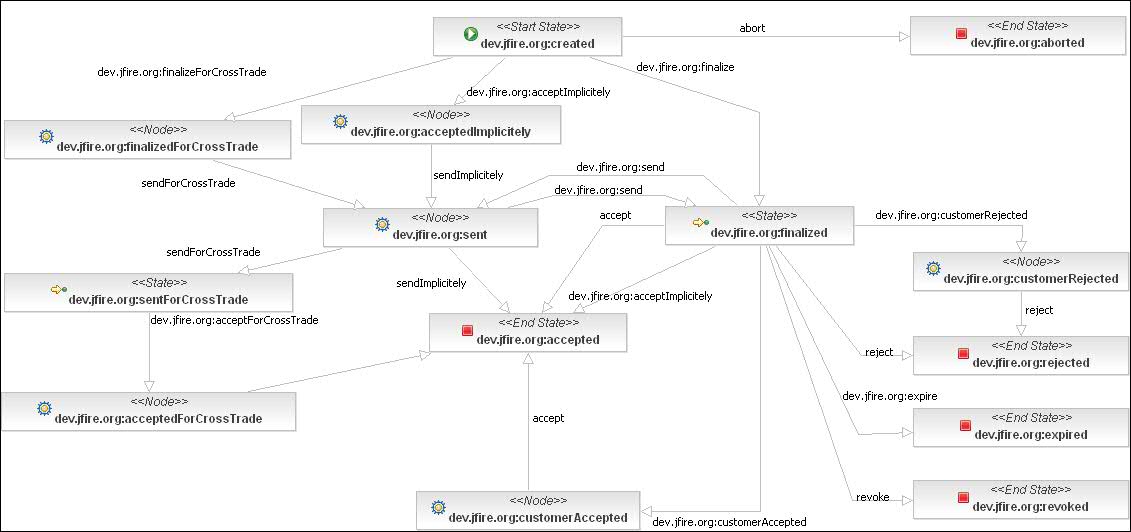 <<Start State>>
dev.jfire.org:created
abort
<<End State>>
dev.jfire.org:aborted
dev.jfire.org:finalizeForCrossTrade
dev.jfire.org:acceptImplicitely
dev.jfire.org:finalize
<<Node>>
dev.jfire.org:finalizedForCrossTrade
<<Node>>
dev.jfire.org:acceptedImplicitely
sendForCrossTrade
sendImplicitely
dev.jfire.org:send
dev.jfire.org:send
<<Node>>
dev.jfire.org:sent
accept
<<State>>
dev.jfire.org:finalized
dev.jfire.org:customerRejected
<<Node>>
dev.jfire.org:customerRejected
sendForCrossTrade
<<State>>
dev.jfire.org:sentForCrossTrade
sendImplicitely
dev.jfire.org:acceptImplicitely
reject
dev.jfire.org:acceptForCrossTrade
<<End State>>
dev.jfire.org:accepted
reject
<<End State>>
dev.jfire.org:rejected
<<Node>>
dev.jfire.org:acceptedForCrossTrade
accept
dev.jfire.org:expire
<<End State>>
dev.jfire.org:expired
<<Node>>
dev.jfire.org:customerAccepted
dev.jfire.org:customerAccepted
revoke
<<End State>>
dev.jfire.org:revoked